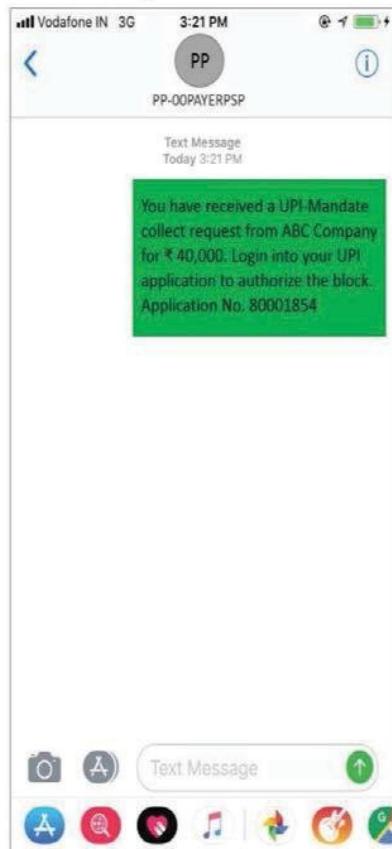 Vodafone IN 3G 3:21 PM
PP
PP-OOPAYERPSP
Text Message
Today 3:21 PM
You have received a UPI-Mandate
collect request from ABC Company
for ₹ 40,000. Login into your UPI
application to authorize the block.
Application No. 80001854
Text Message